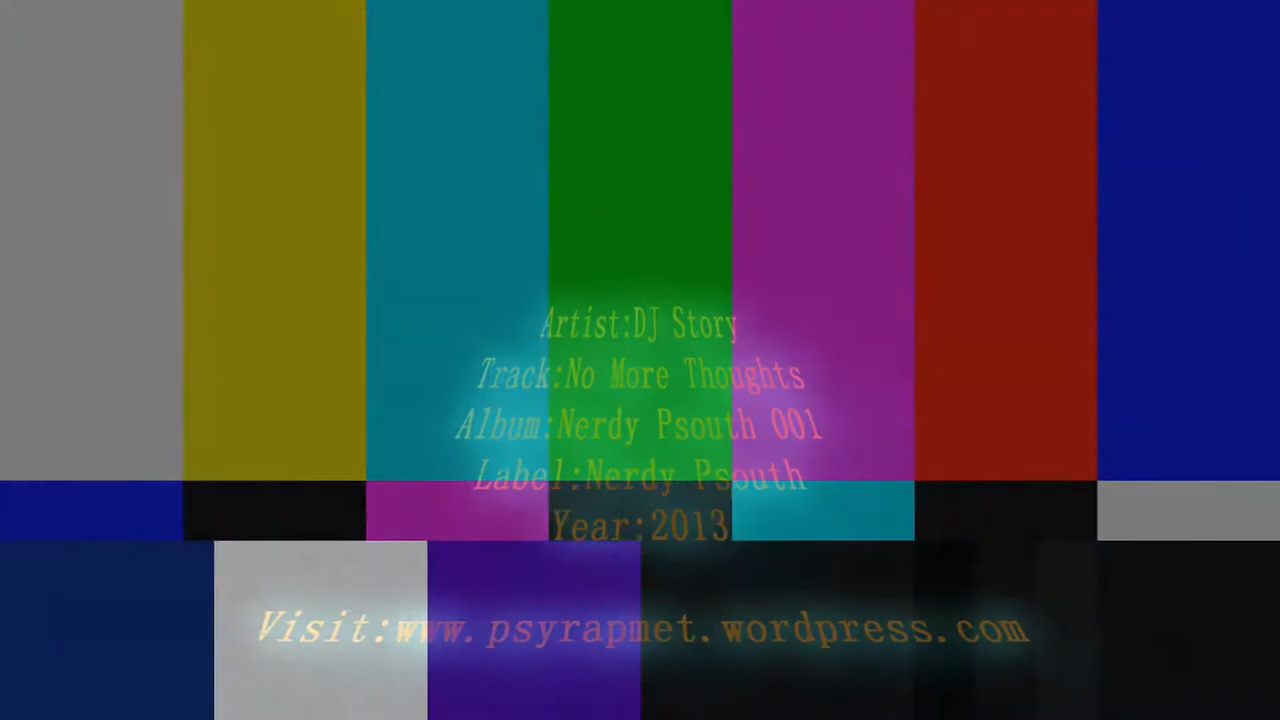 Artist:DJ Story
Track:No More Thoughts
Album:Nerdy Psouth 001
Label:Nerdy Psouth
Year:2013
Visit:www.psyrapmet.wordpress.com